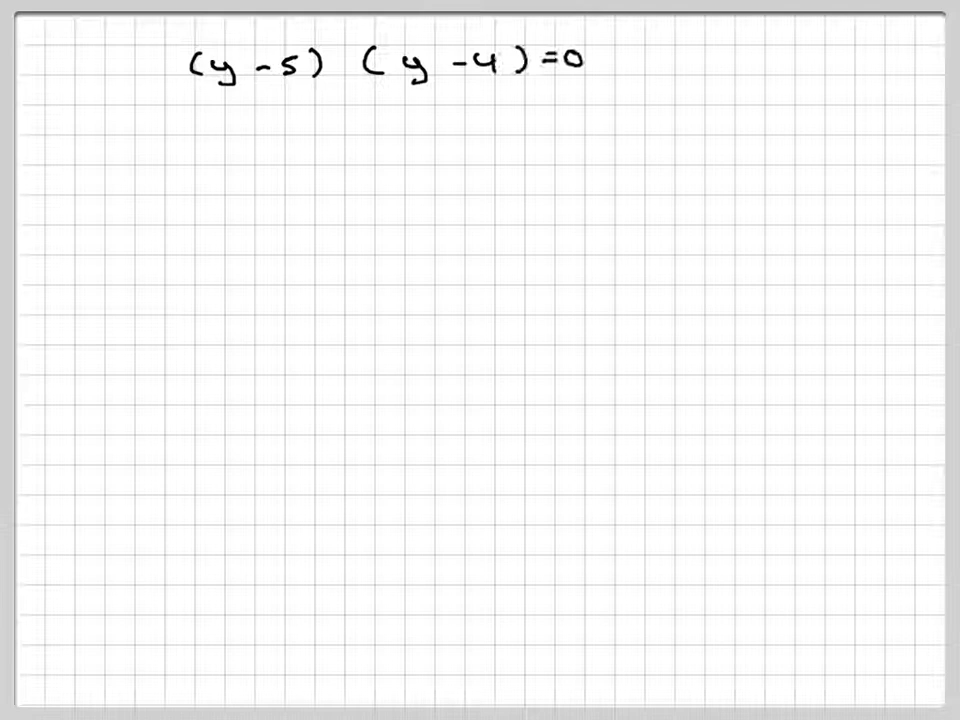 (y - 5) (y - 4) = 0